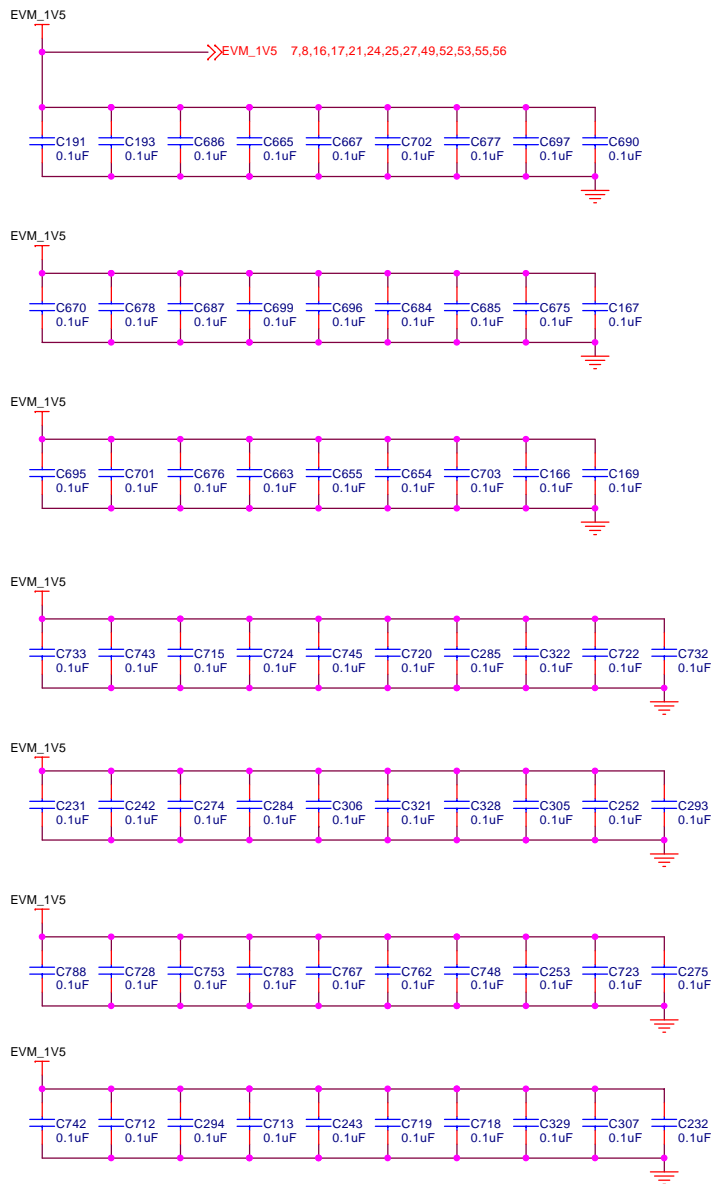 EVM_1V5
EVM_1V5 7,8,16,17,21,24,25,27,49,52,53,55,56
C191 C193 C686 C665 C667 C702 C677 C697 C690
0.1uF 0.1uF 0.1uF 0.1uF 0.1uF 0.1uF 0.1uF 0.1uF 0.1uF
EVM_1V5
C670 C678 C687 C699 C696 C684 C685 C675 C167
0.1uF 0.1uF 0.1uF 0.1uF 0.1uF 0.1uF 0.1uF 0.1uF 0.1uF
EVM_1V5
C695 C701 C676 C663 C655 C654 C703 C166 C169
0.1uF 0.1uF 0.1uF 0.1uF 0.1uF 0.1uF 0.1uF 0.1uF 0.1uF
EVM_1V5
C733 C743 C715 C724 C745 C720 C285 C322 C722 C732
0.1uF 0.1uF 0.1uF 0.1uF 0.1uF 0.1uF 0.1uF 0.1uF 0.1uF 0.1uF
EVM_1V5
C231 C242 C274 C284 C306 C321 C328 C305 C252 C293
0.1uF 0.1uF 0.1uF 0.1uF 0.1uF 0.1uF 0.1uF 0.1uF 0.1uF 0.1uF
EVM_1V5
C788 C728 C753 C783 C767 C762 C748 C253 C723 C275
0.1uF 0.1uF 0.1uF 0.1uF 0.1uF 0.1uF 0.1uF 0.1uF 0.1uF 0.1uF
EVM_1V5
C742 C712 C294 C713 C243 C719 C718 C329 C307 C232
0.1uF 0.1uF 0.1uF 0.1uF 0.1uF 0.1uF 0.1uF 0.1uF 0.1uF 0.1uF